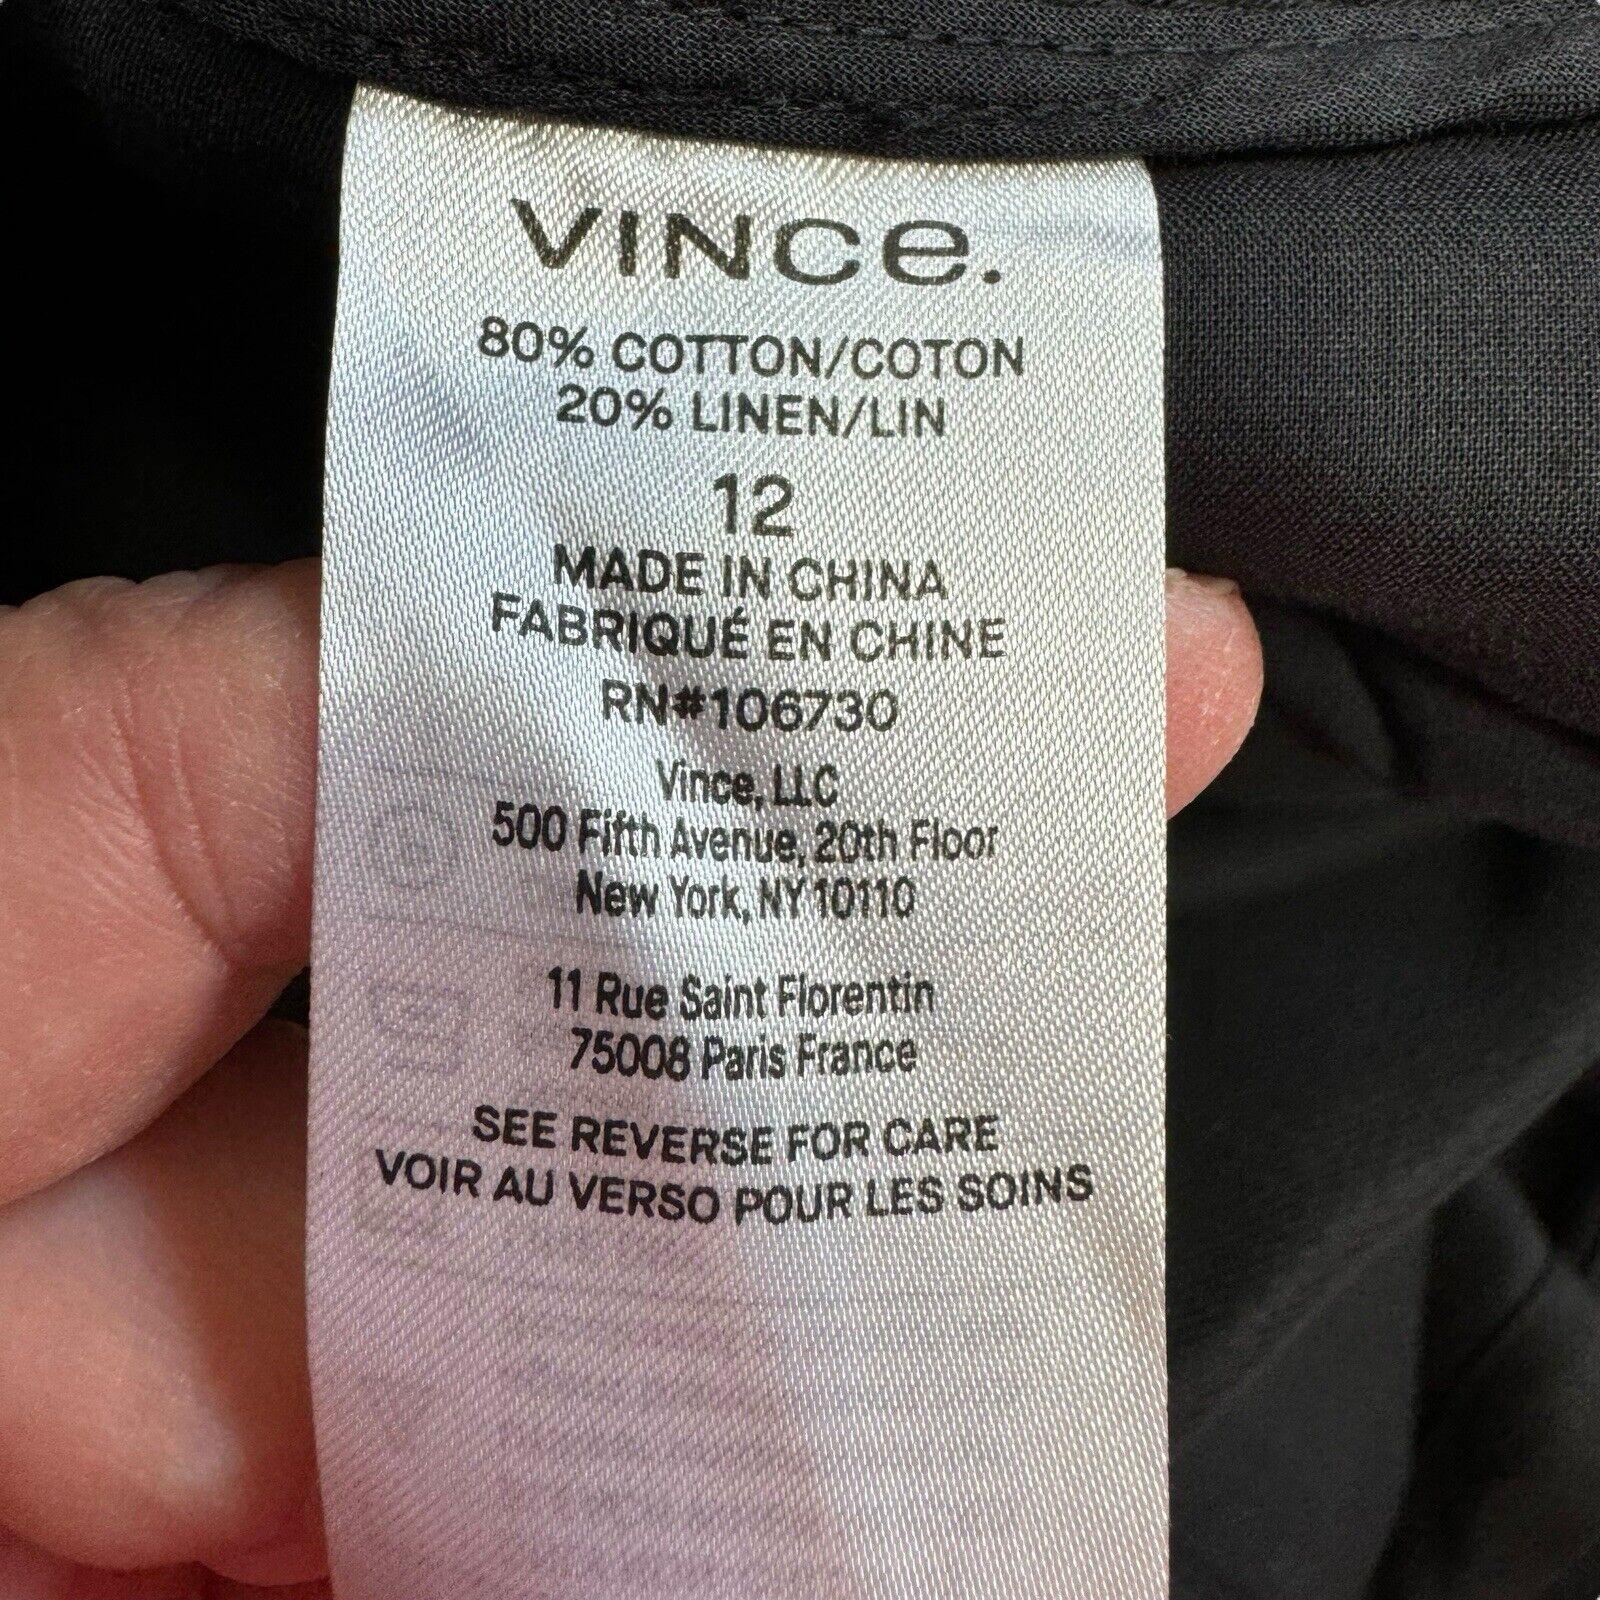 VINCe.
80% COTTON/COTON
20% LINEN/LIN
12
MADE IN CHINA
FABRIQUÉ EN CHINE
RN#106730
Vince, LLC
500 Fifth Avenue, 20th Floor
New York, NY 10110
11 Rue Saint Florentin
75008 Paris France
SEE REVERSE FOR CARE
VOIR AU VERSO POUR LES SOINS